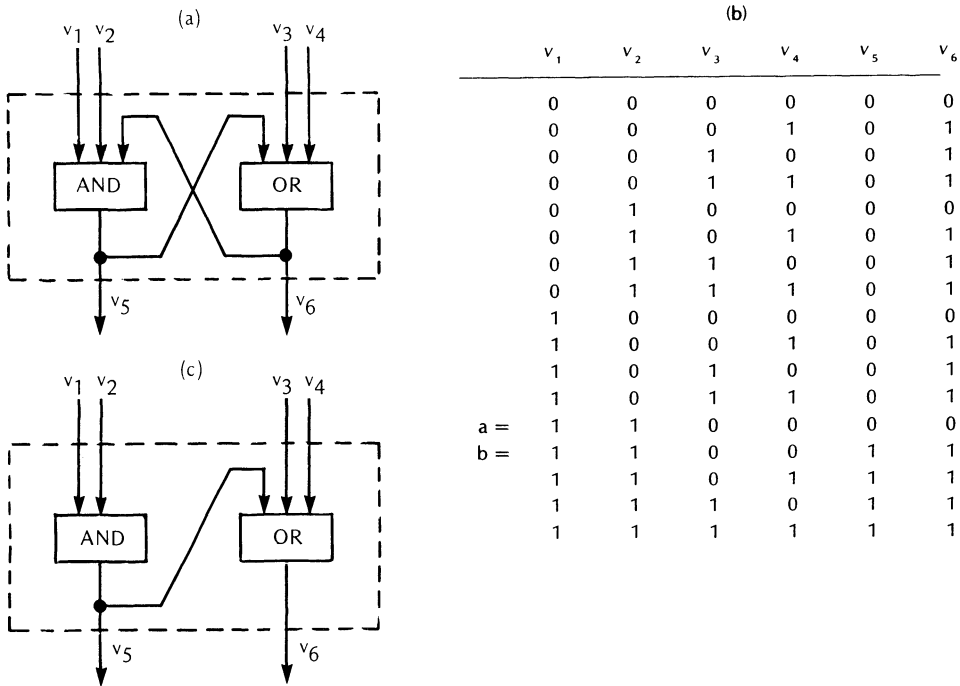 (a)
v1 v2 v3 v4
AND OR
v5 v6
(c)
v1 v2 v3 v4
AND OR
v5 v6
(b)
v1 v2 v3 v4 v5 v6
0 0 0 0 0 0
0 0 0 1 0 1
0 0 1 0 0 1
0 0 1 1 0 1
0 1 0 0 0 0
0 1 0 1 0 1
0 1 1 0 0 1
0 1 1 1 0 1
1 0 0 0 0 0
1 0 0 1 0 1
1 0 1 0 0 1
1 0 1 1 0 1
a = 1 1 0 0 0 0
b = 1 1 0 0 1 1
1 1 0 1 1 1
1 1 1 0 1 1
1 1 1 1 1 1